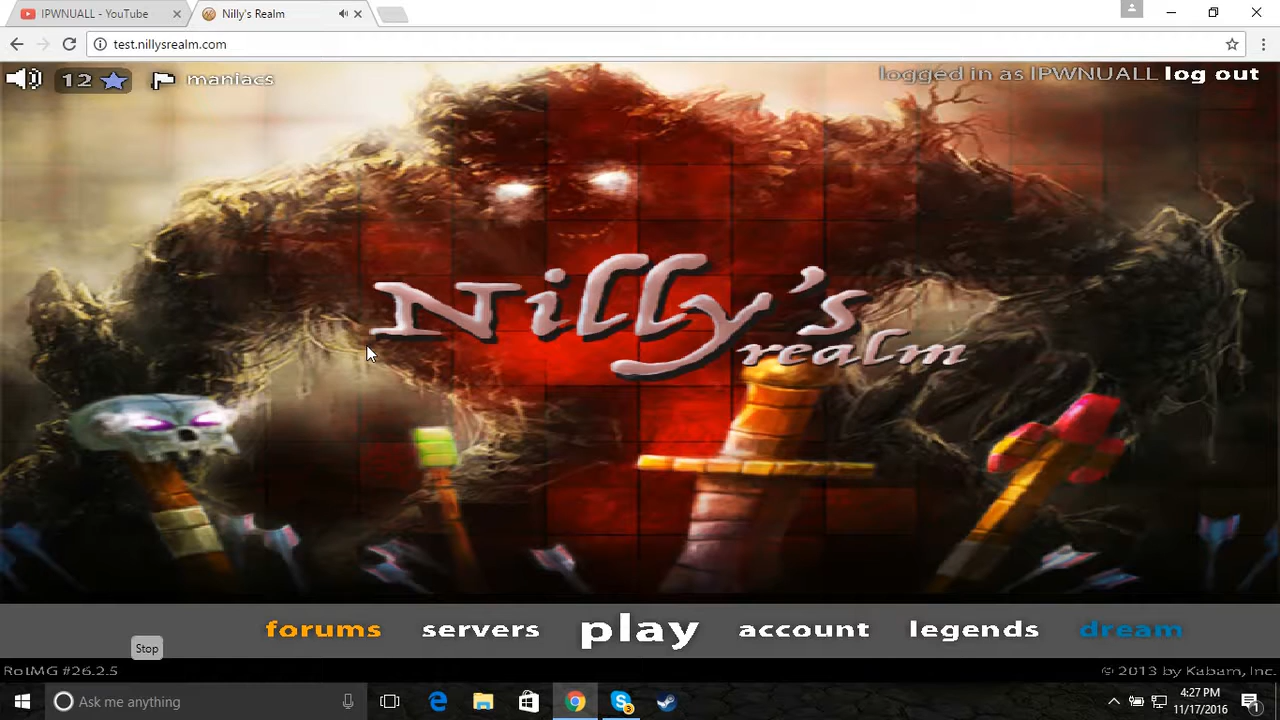 IPWNUALL - YouTube
Nilly's Realm
test.nillysrealm.com
12
maniacs
logged in as IPWNUALL log out
Nilly's
realm
forums
servers
play
account
legends
dream
Stop
RotMG #26.2.5
© 2013 by Kabam, Inc.
Ask me anything
4:27 PM
11/17/2016